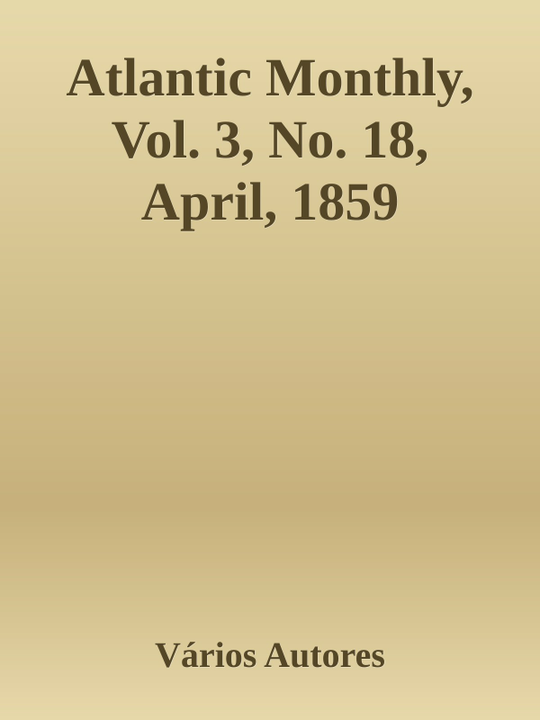 Atlantic Monthly,
Vol. 3, No. 18,
April, 1859
Vários Autores